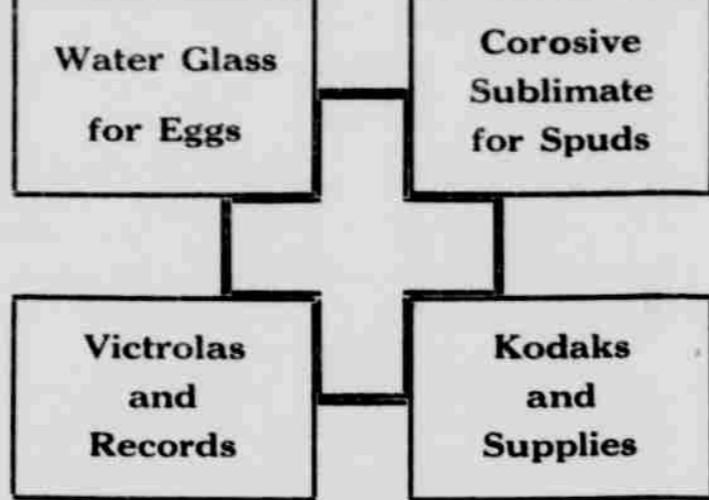 Water Glass
for Eggs
Corosive
Sublimate
for Spuds
Victrolas
and
Records
Kodaks
and
Supplies